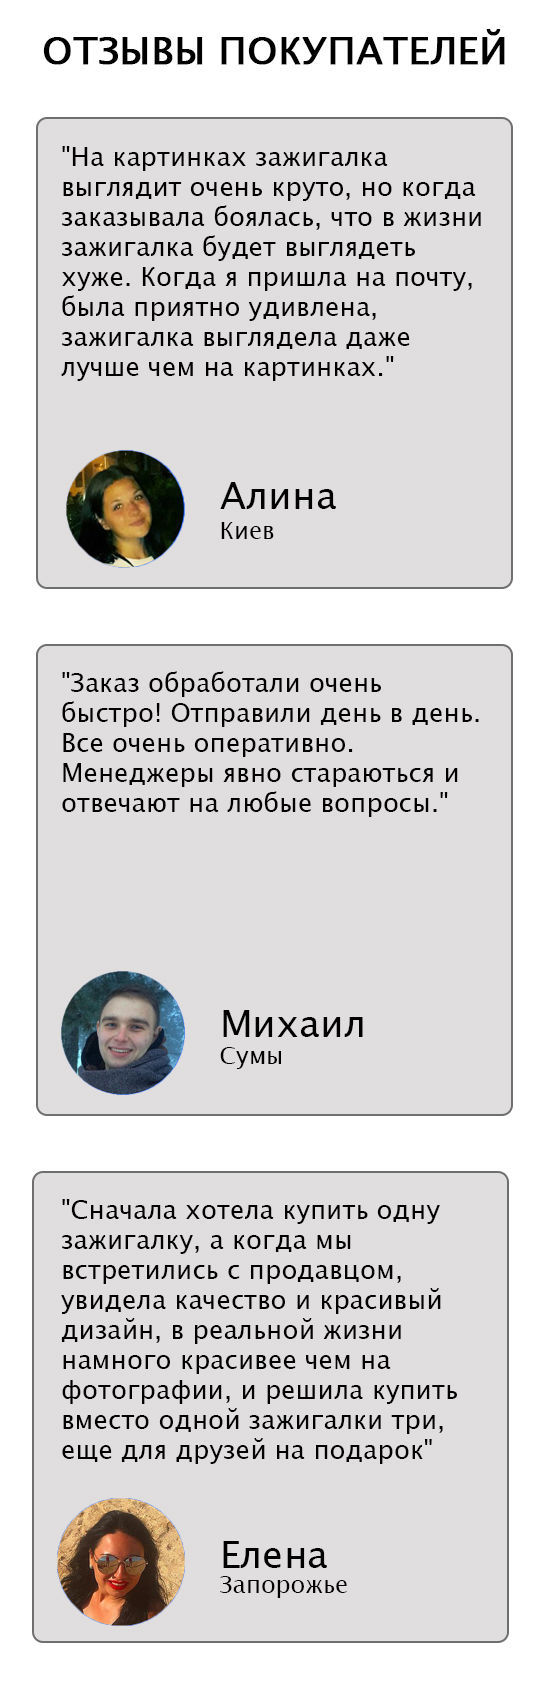 ОТЗЫВЫ ПОКУПАТЕЛЕЙ
"На картинках зажигалка
выглядит очень круто, но когда
заказывала боялась, что в жизни
зажигалка будет выглядеть
хуже. Когда я пришла на почту,
была приятно удивлена,
зажигалка выглядела даже
лучше чем на картинках."
Алина
Киев
"Заказ обработали очень
быстро! Отправили день в день.
Все очень оперативно.
Менеджеры явно стараються и
отвечают на любые вопросы."
Михаил
Сумы
"Сначала хотела купить одну
зажигалку, а когда мы
встретились с продавцом,
увидела качество и красивый
дизайн, в реальной жизни
намного красивее чем на
фотографии, и решила купить
вместо одной зажигалки три,
еще для друзей на подарок"
Елена
Запорожье